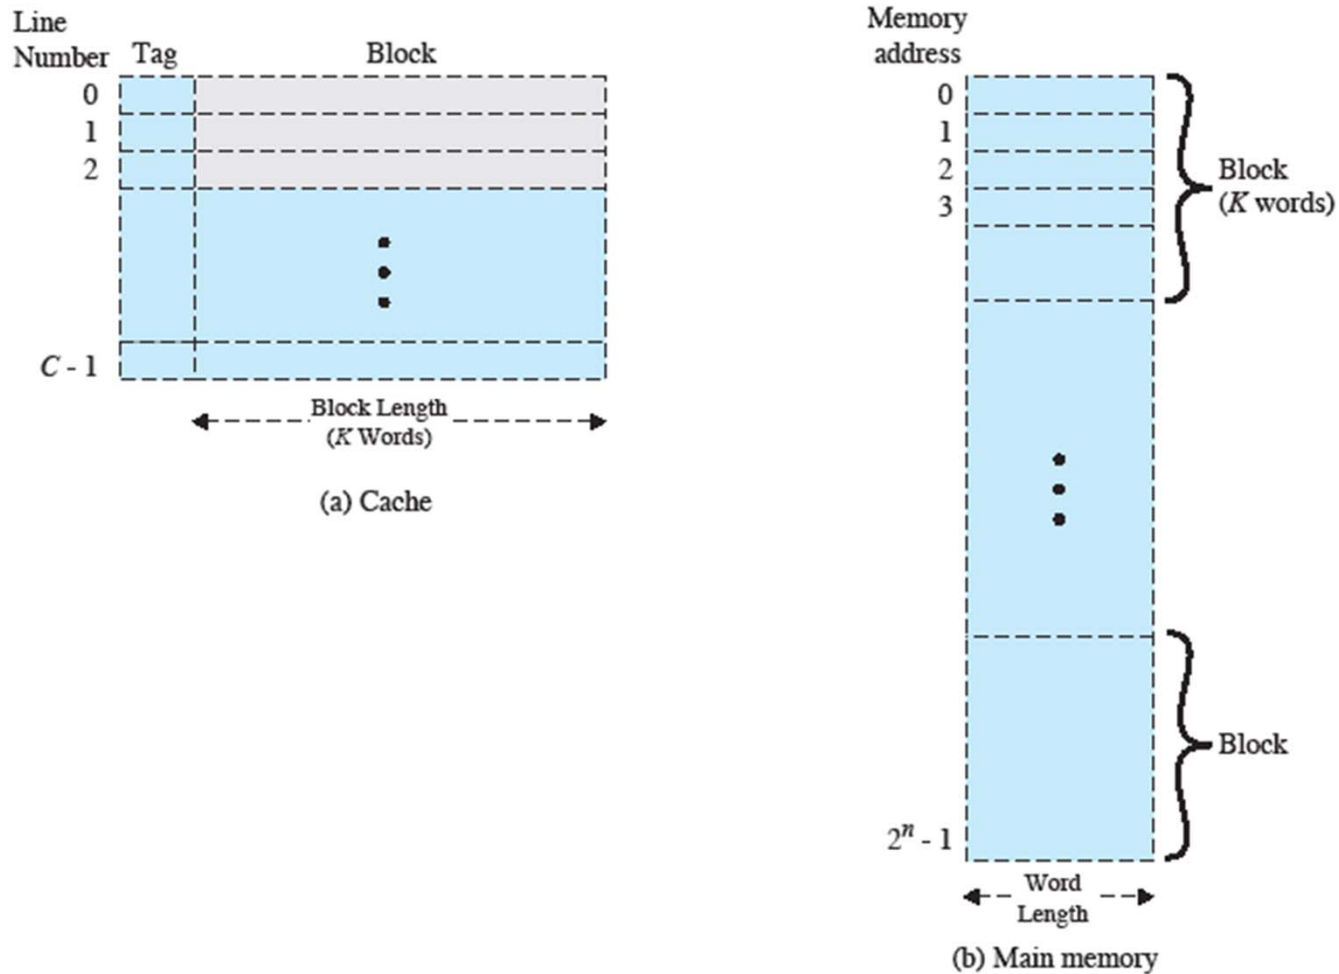 Line
Number Tag Block
0
1
2
C - 1
Block Length
(K Words)
(a) Cache
Memory
address
0
1
2
3
Block
(K words)
Block
2ⁿ - 1
Word
Length
(b) Main memory